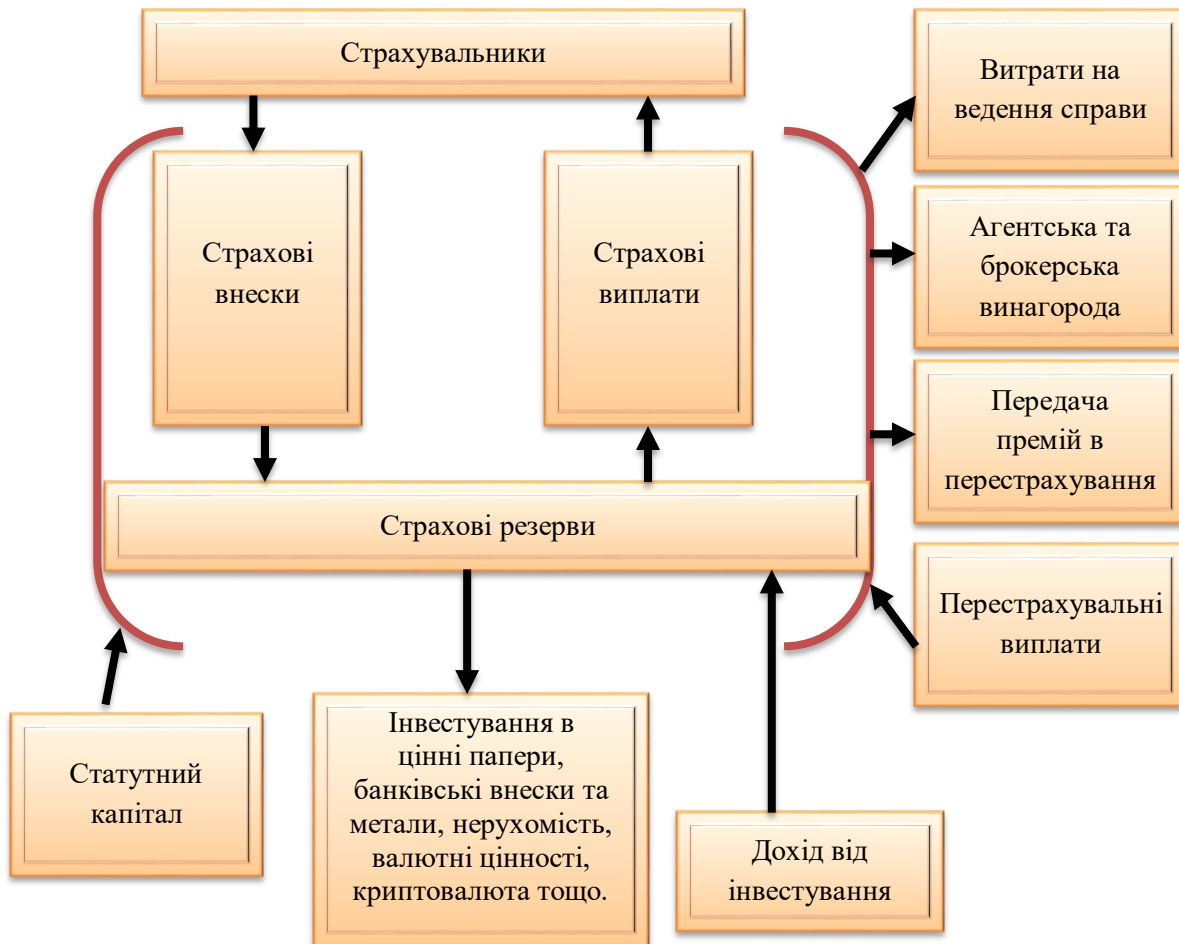 Страхувальники
Витрати на
ведення справи
Страхові
внески
Страхові
виплати
Агентська та
брокерська
винагорода
Передача
премій в
перестрахування
Страхові резерви
Перестрахувальні
виплати
Статутний
капітал
Інвестування в
цінні папери,
банківські внески та
метали, нерухомість,
валютні цінності,
криптовалюта тощо.
Дохід від
інвестування